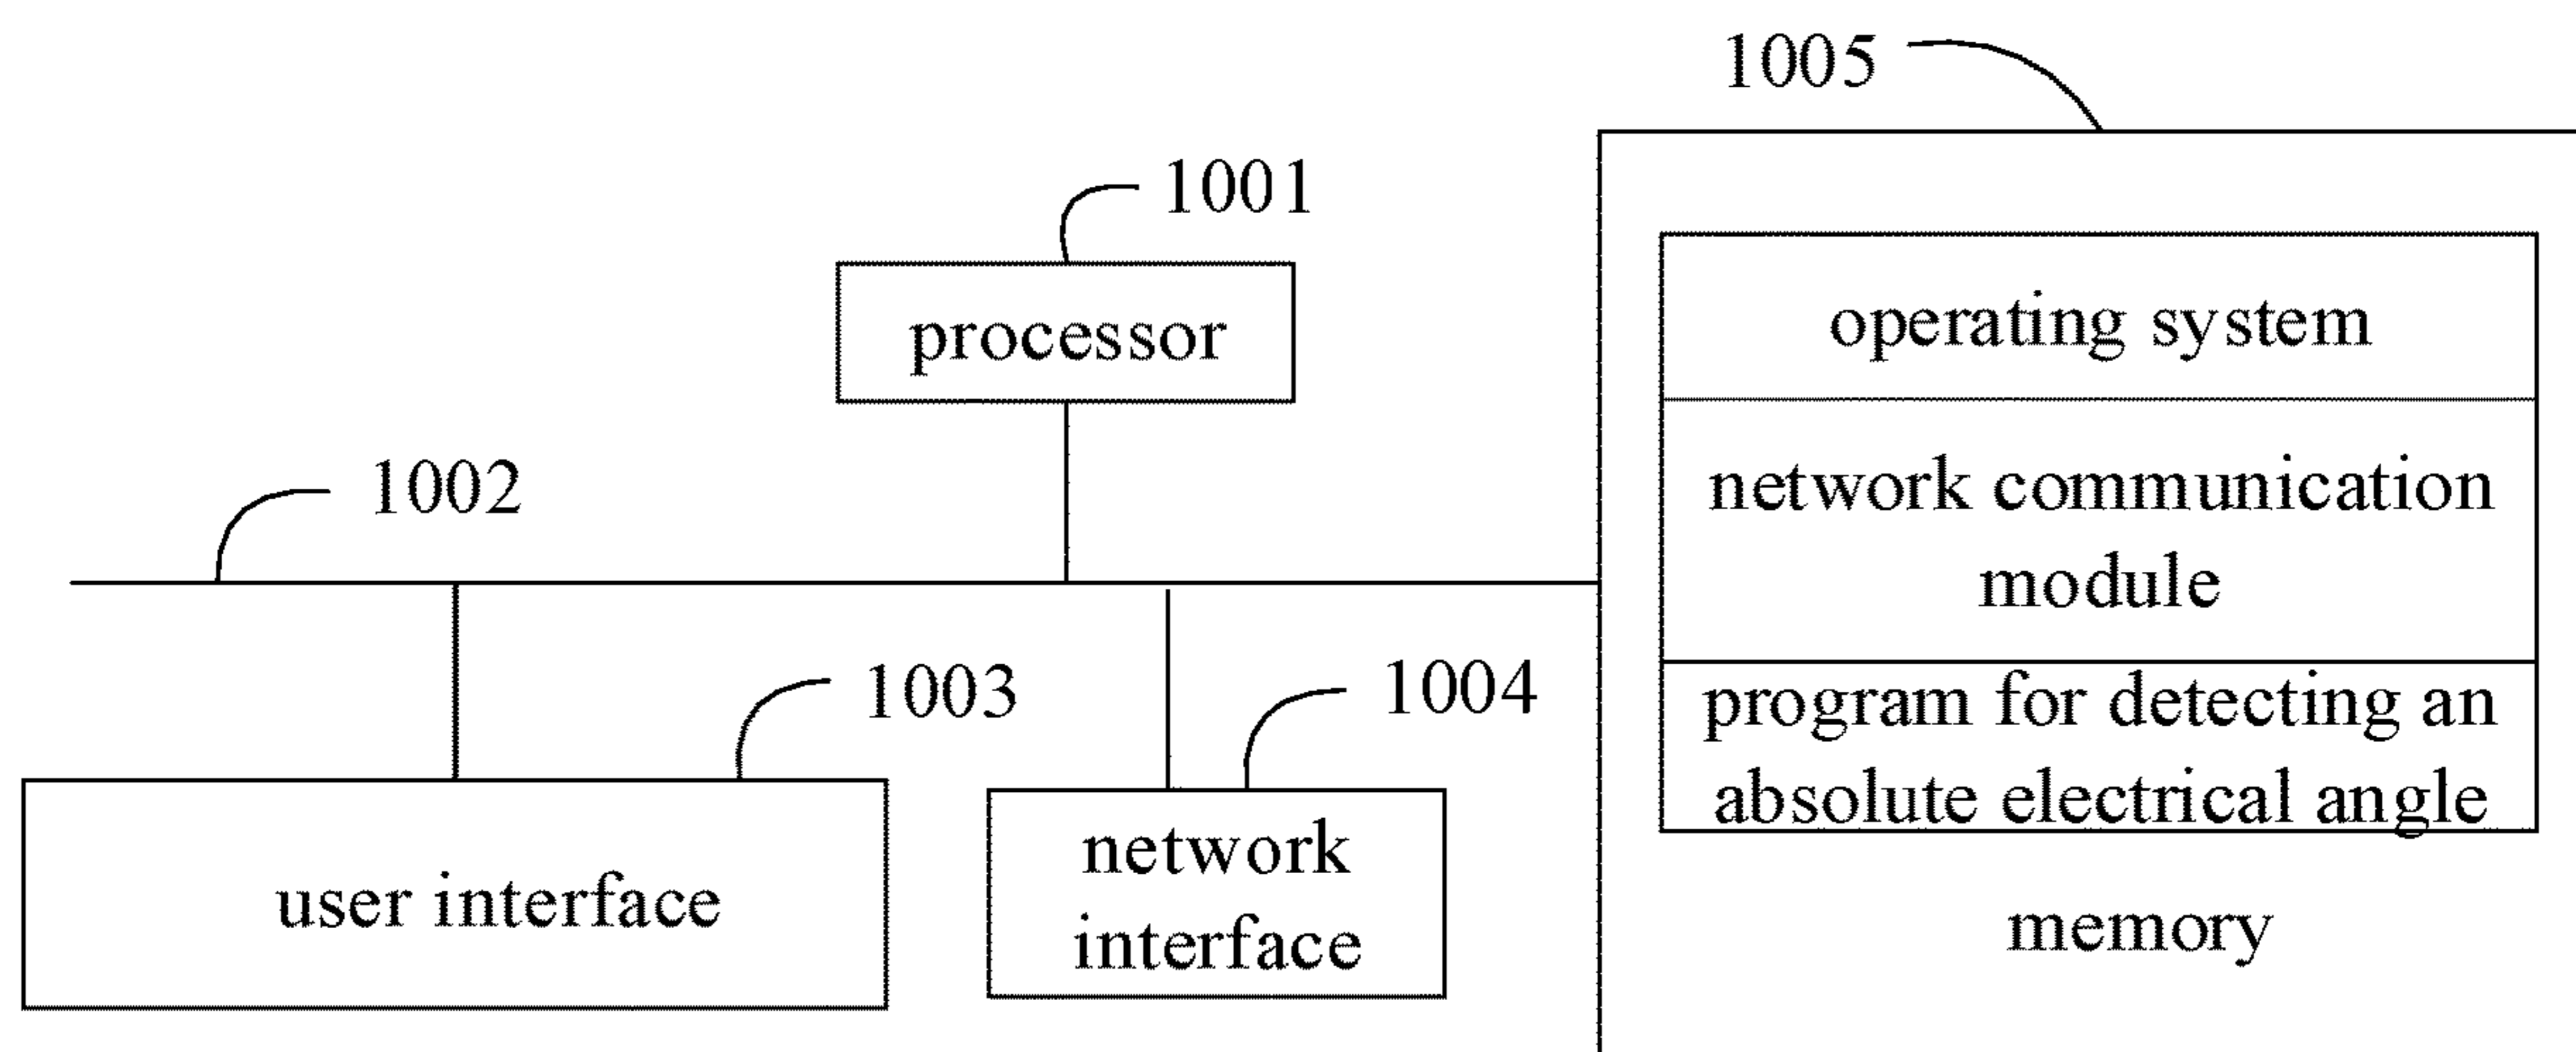 1005
1001
processor
operating system
1002
network communication
module
1003
1004
program for detecting an
absolute electrical angle
user interface
network
interface
memory